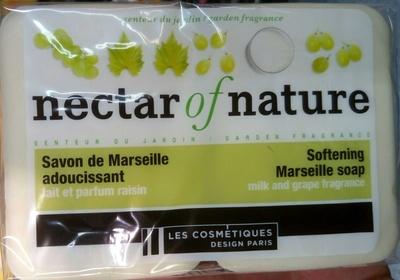 senteur du jardin / garden fragrance
nectar of nature
SENTEUR DU JARDIN / GARDEN FRAGRANCE
Savon de Marseille
adoucissant
lait et parfum raisin
Softening
Marseille soap
milk and grape fragrance
LES COSMÉTIQUES
DESIGN PARIS